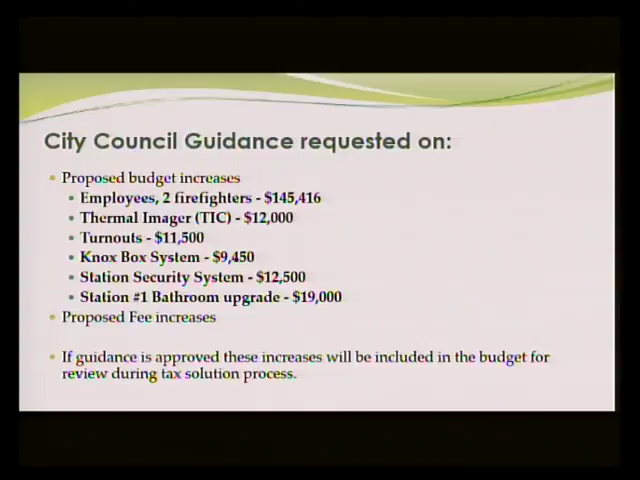 City Council Guidance requested on:
Proposed budget increases
Employees, 2 firefighters - $145,416
Thermal Imager (TIC) - $12,000
Turnouts - $11,500
Knox Box System - $9,450
Station Security System - $12,500
Station #1 Bathroom upgrade - $19,000
Proposed Fee increases
If guidance is approved these increases will be included in the budget for
review during tax solution process.